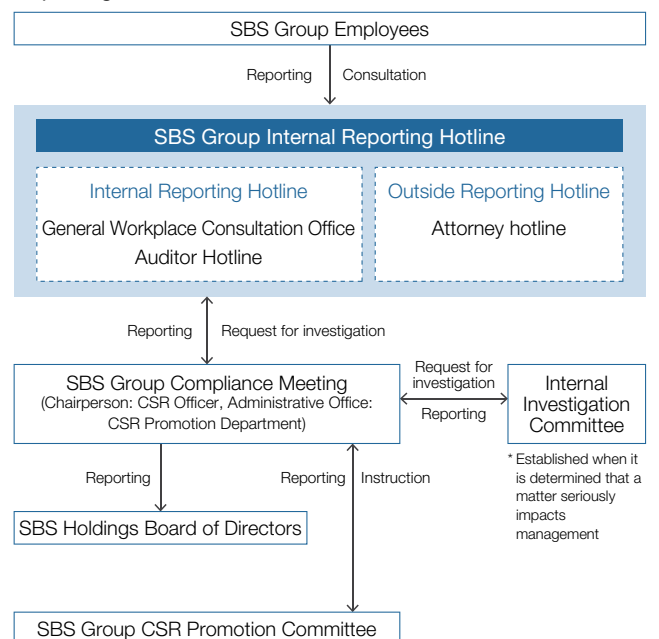 SBS Group Employees
Reporting Consultation
SBS Group Internal Reporting Hotline
Internal Reporting Hotline
General Workplace Consultation Office
Auditor Hotline
Outside Reporting Hotline
Attorney hotline
Reporting Request for investigation
SBS Group Compliance Meeting
(Chairperson: CSR Officer, Administrative Office:
CSR Promotion Department)
Request for
investigation
Reporting
Internal
Investigation
Committee
* Established when it
is determined that a
matter seriously
impacts
management
Reporting
Reporting Instruction
SBS Holdings Board of Directors
SBS Group CSR Promotion Committee